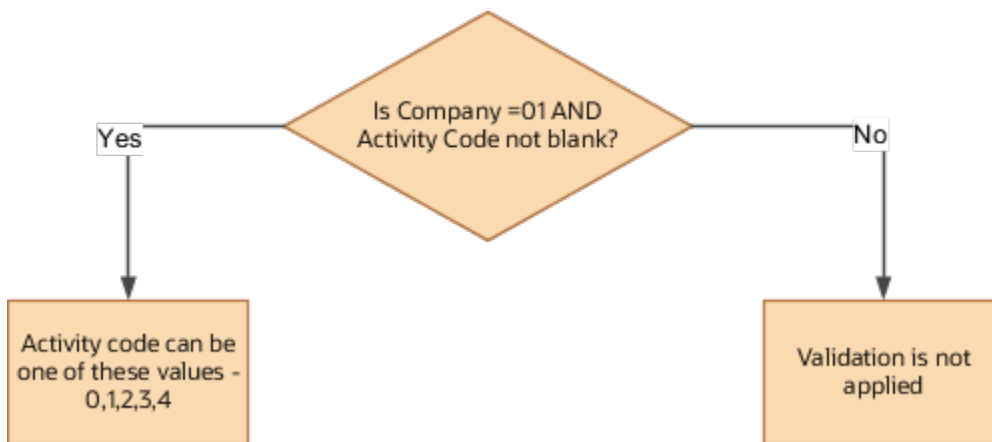 Is Company =01 AND
Activity Code not blank?
Yes
No
Activity code can be
one of these values -
0,1,2,3,4
Validation is not
applied